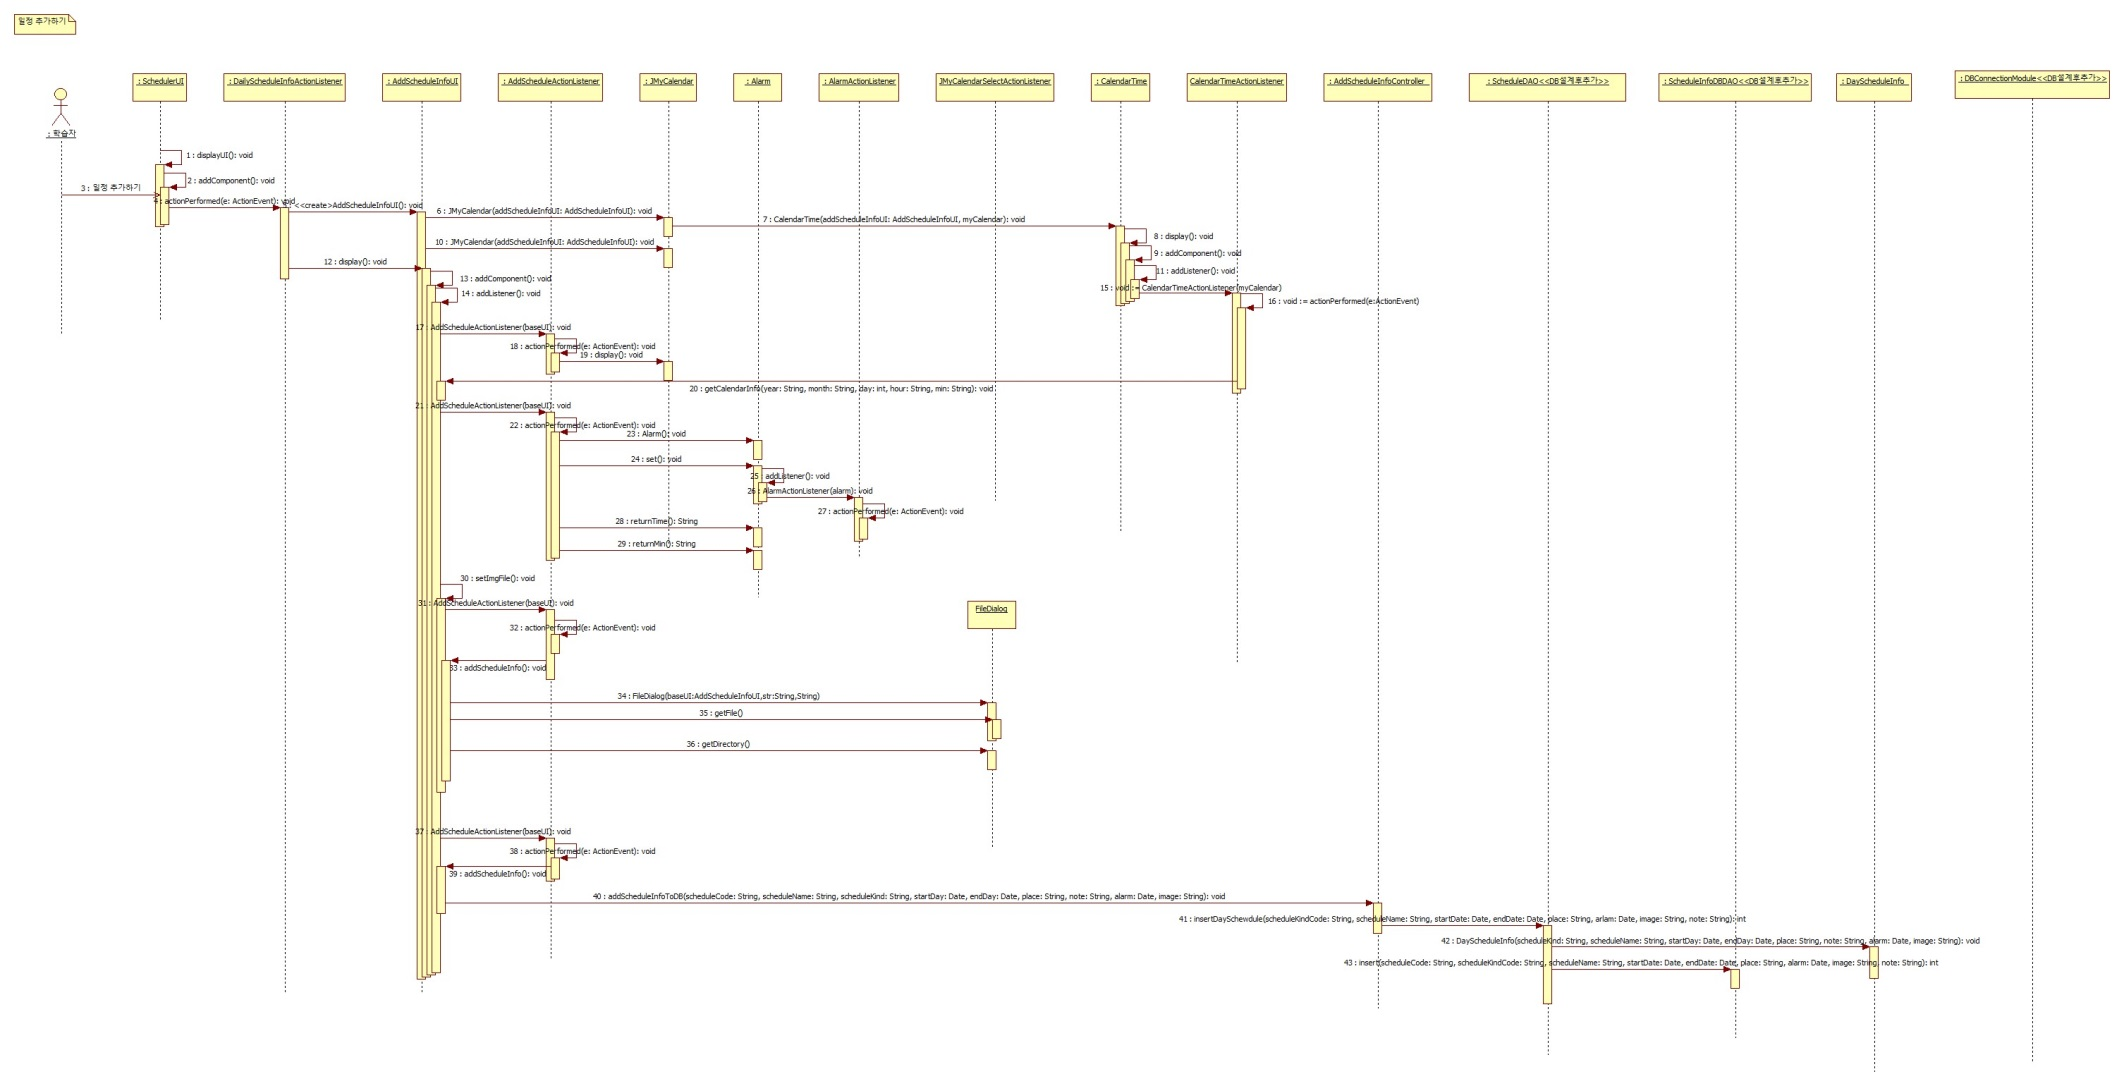 일정 추가하기
: SchedulerUI
: DailyScheduleInfoActionListener
: AddScheduleInfoUI
: AddScheduleActionListener
: JMyCalendar
: Alarm
: AlarmActionListener
JMyCalendarSelectActionListener
: CalendarTime
CalendarTimeActionListener
: AddScheduleInfoController
: ScheduleDAO<<DB설계후추가>>
: ScheduleInfoDBDAO<<DB설계후추가>>
: DayScheduleInfo
: DBConnectionModule<<DB설계후추가>>
: 학습자
1 : displayUI(): void
2 : addComponent(): void
3 : 일정 추가하기
4 : actionPerformed(e: ActionEvent): void
<<create>AddScheduleInfoUI(): void
6 : JMyCalendar(addScheduleInfoUI: AddScheduleInfoUI): void
7 : CalendarTime(addScheduleInfoUI: AddScheduleInfoUI, myCalendar): void
8 : display(): void
9 : addComponent(): void
10 : JMyCalendar(addScheduleInfoUI: AddScheduleInfoUI): void
11 : addListener(): void
12 : display(): void
13 : addComponent(): void
14 : addListener(): void
15 : void := CalendarTimeActionListener(myCalendar)
16 : void := actionPerformed(e:ActionEvent)
17 : AddScheduleActionListener(baseUI): void
18 : actionPerformed(e: ActionEvent): void
19 : display(): void
20 : getCalendarInfo(year: String, month: String, day: int, hour: String, min: String): void
21 : AddScheduleActionListener(baseUI): void
22 : actionPerformed(e: ActionEvent): void
23 : Alarm(): void
24 : set(): void
25 : addListener(): void
26 : AlarmActionListener(alarm): void
27 : actionPerformed(e: ActionEvent): void
28 : returnTime(): String
29 : returnMin(): String
30 : setImgFile(): void
31 : AddScheduleActionListener(baseUI): void
FileDialog
32 : actionPerformed(e: ActionEvent): void
33 : addScheduleInfo(): void
34 : FileDialog(baseUI:AddScheduleInfoUI,str:String,String)
35 : getFile()
36 : getDirectory()
37 : AddScheduleActionListener(baseUI): void
38 : actionPerformed(e: ActionEvent): void
39 : addScheduleInfo(): void
40 : addScheduleInfoToDB(scheduleCode: String, scheduleName: String, scheduleKind: String, startDay: Date, endDay: Date, place: String, note: String, alarm: Date, image: String): void
41 : insertDaySchewdule(scheduleKindCode: String, scheduleName: String, startDate: Date, endDate: Date, place: String, arlam: Date, image: String, note: String): int
42 : DayScheduleInfo(scheduleKind: String, scheduleName: String, startDay: Date, endDay: Date, place: String, note: String, alarm: Date, image: String): void
43 : insert(scheduleCode: String, scheduleKindCode: String, scheduleName: String, startDate: Date, endDate: Date, place: String, alarm: Date, image: String, note: String): int